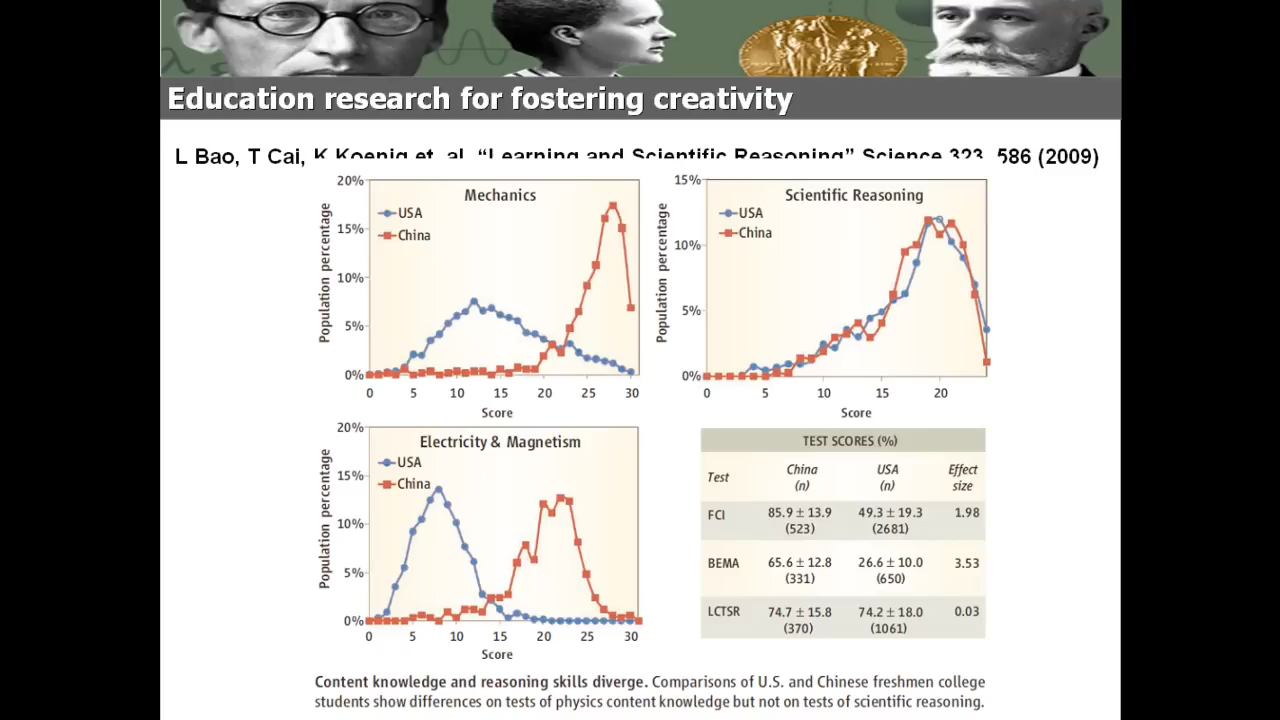 Education research for fostering creativity
L Bao, T Cai, K Koenig et. al. “Learning and Scientific Reasoning” Science 323, 586 (2009)
Mechanics
USA
China
20%
15%
10%
5%
0%
Population percentage
0 5 10 15 20 25 30
Score
Scientific Reasoning
USA
China
15%
10%
5%
0%
Population percentage
0 5 10 15 20
Score
Electricity & Magnetism
USA
China
20%
15%
10%
5%
0%
Population percentage
0 5 10 15 20 25 30
Score
TEST SCORES (%)
Test China (n) USA (n) Effect size
FCI 85.9 ± 13.9 49.3 ± 19.3 1.98
(523) (2681)
BEMA 65.6 ± 12.8 26.6 ± 10.0 3.53
(331) (650)
LCTSR 74.7 ± 15.8 74.2 ± 18.0 0.03
(370) (1061)
Content knowledge and reasoning skills diverge. Comparisons of U.S. and Chinese freshmen college
students show differences on tests of physics content knowledge but not on tests of scientific reasoning.